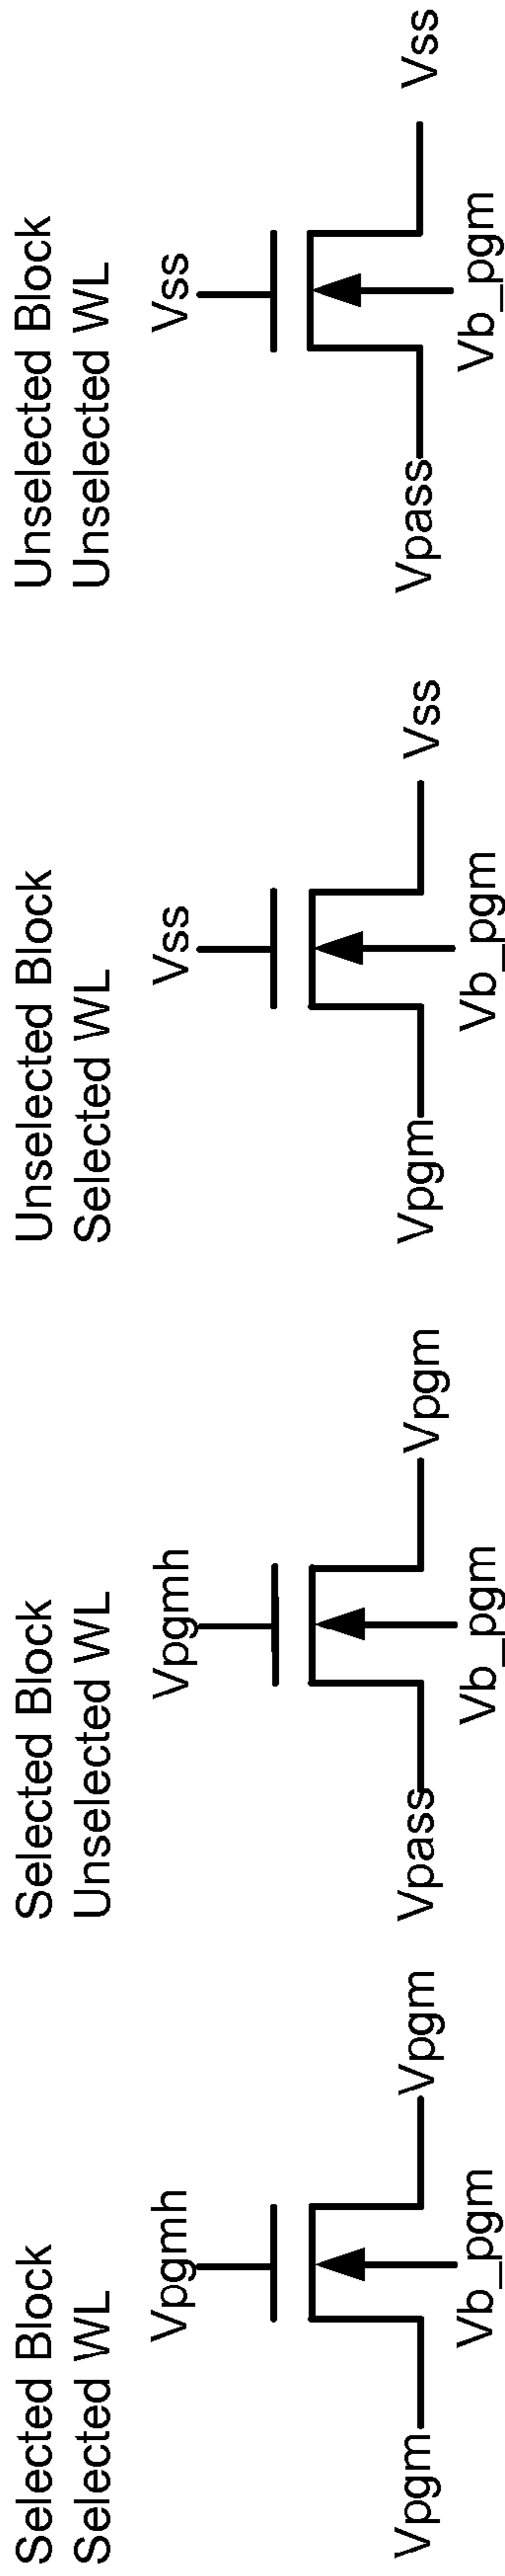 Selected Block
Selected WL
Vpgmh
Vpgm
Vpgm
Vb_pgm
Selected Block
Unselected WL
Vpgmh
Vpass
Vpgm
Vb_pgm
Unselected Block
Selected WL
Vss
Vpgm
Vss
Vb_pgm
Unselected Block
Unselected WL
Vss
Vpass
Vss
Vb_pgm